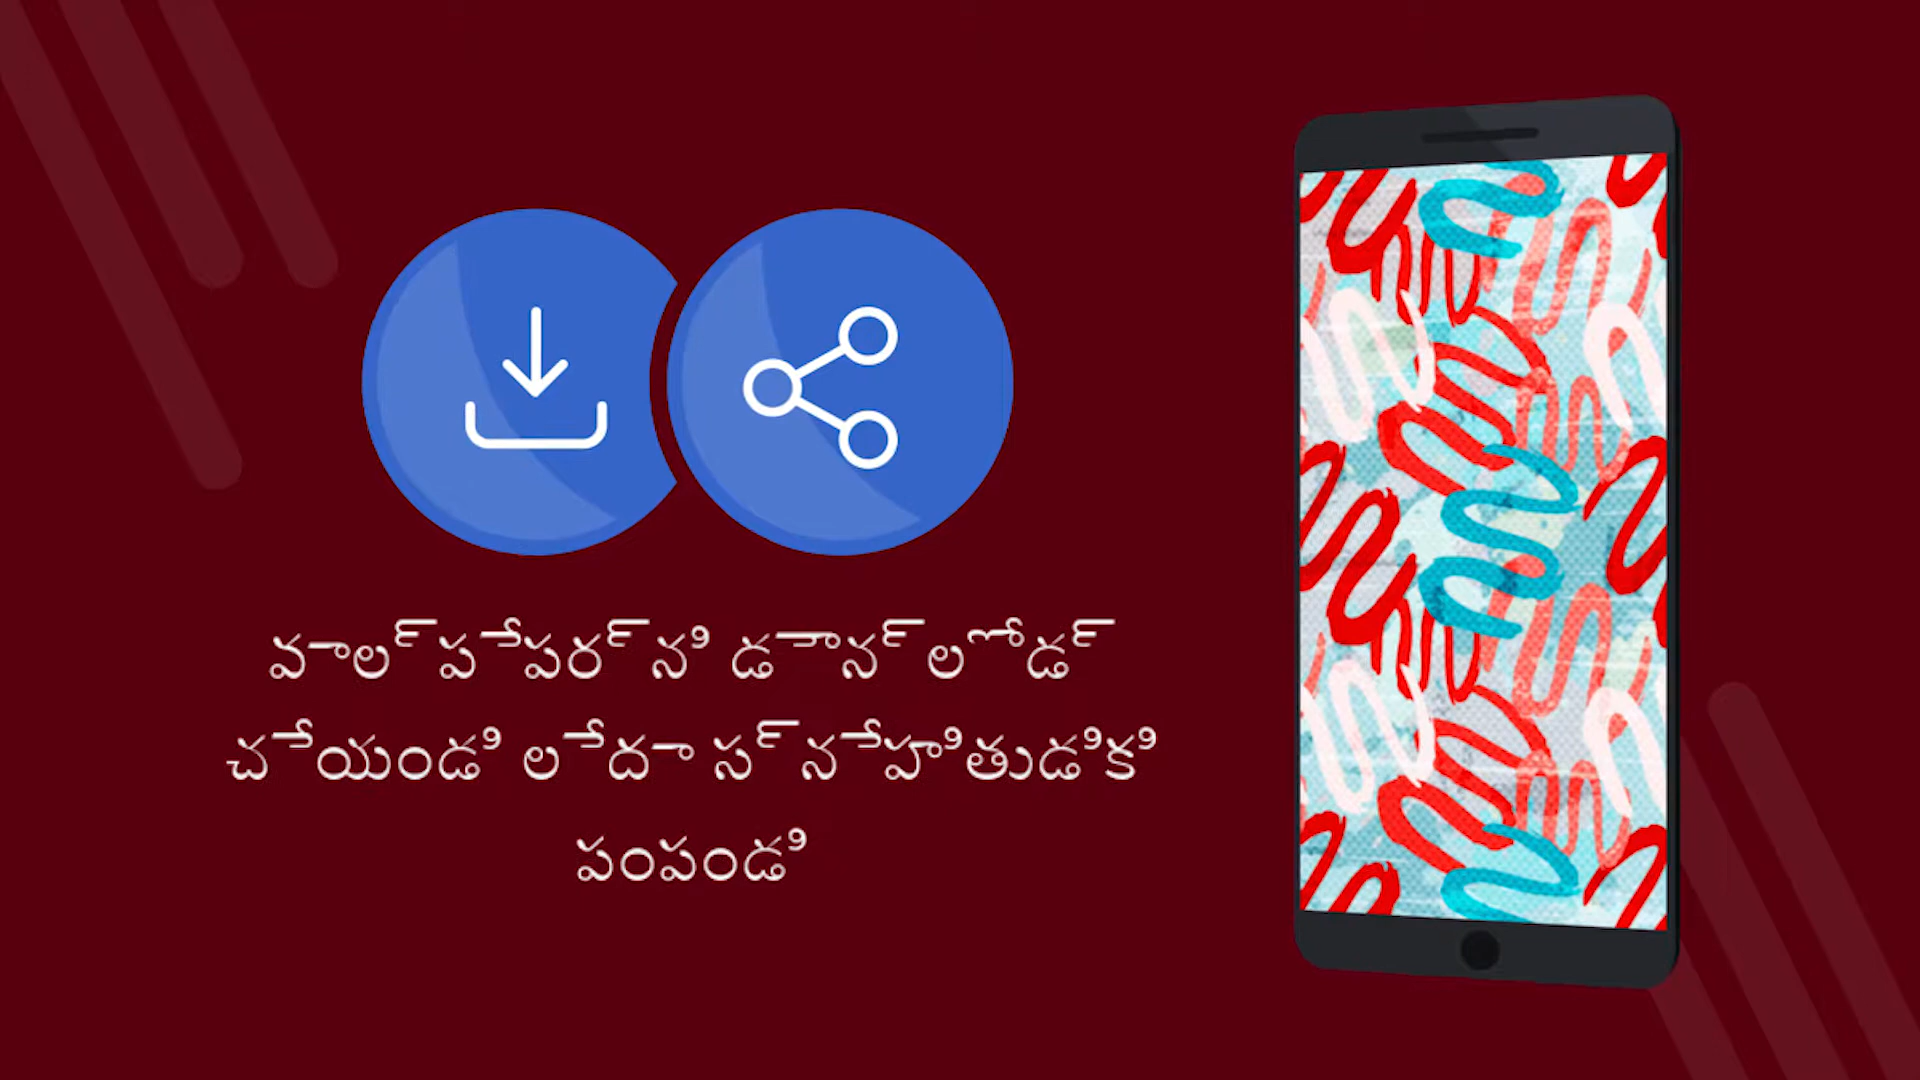 వాల్‌పేపర్‌ని డౌన్‌లోడ్
చేయండి లేదా స్నేహితుడికి
పంపండి